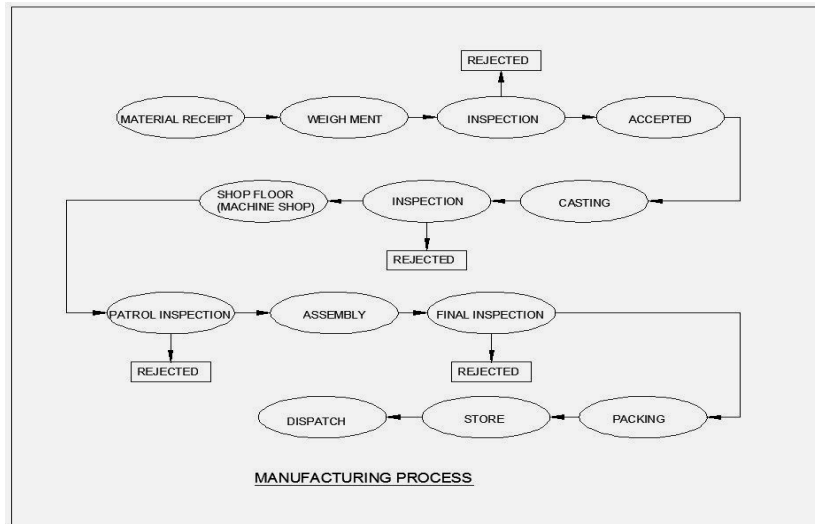 REJECTED
MATERIAL RECEIPT
WEIGH MENT
INSPECTION
ACCEPTED
SHOP FLOOR
(MACHINE SHOP)
INSPECTION
CASTING
REJECTED
PATROL INSPECTION
ASSEMBLY
FINAL INSPECTION
REJECTED
REJECTED
DISPATCH
STORE
PACKING
MANUFACTURING PROCESS